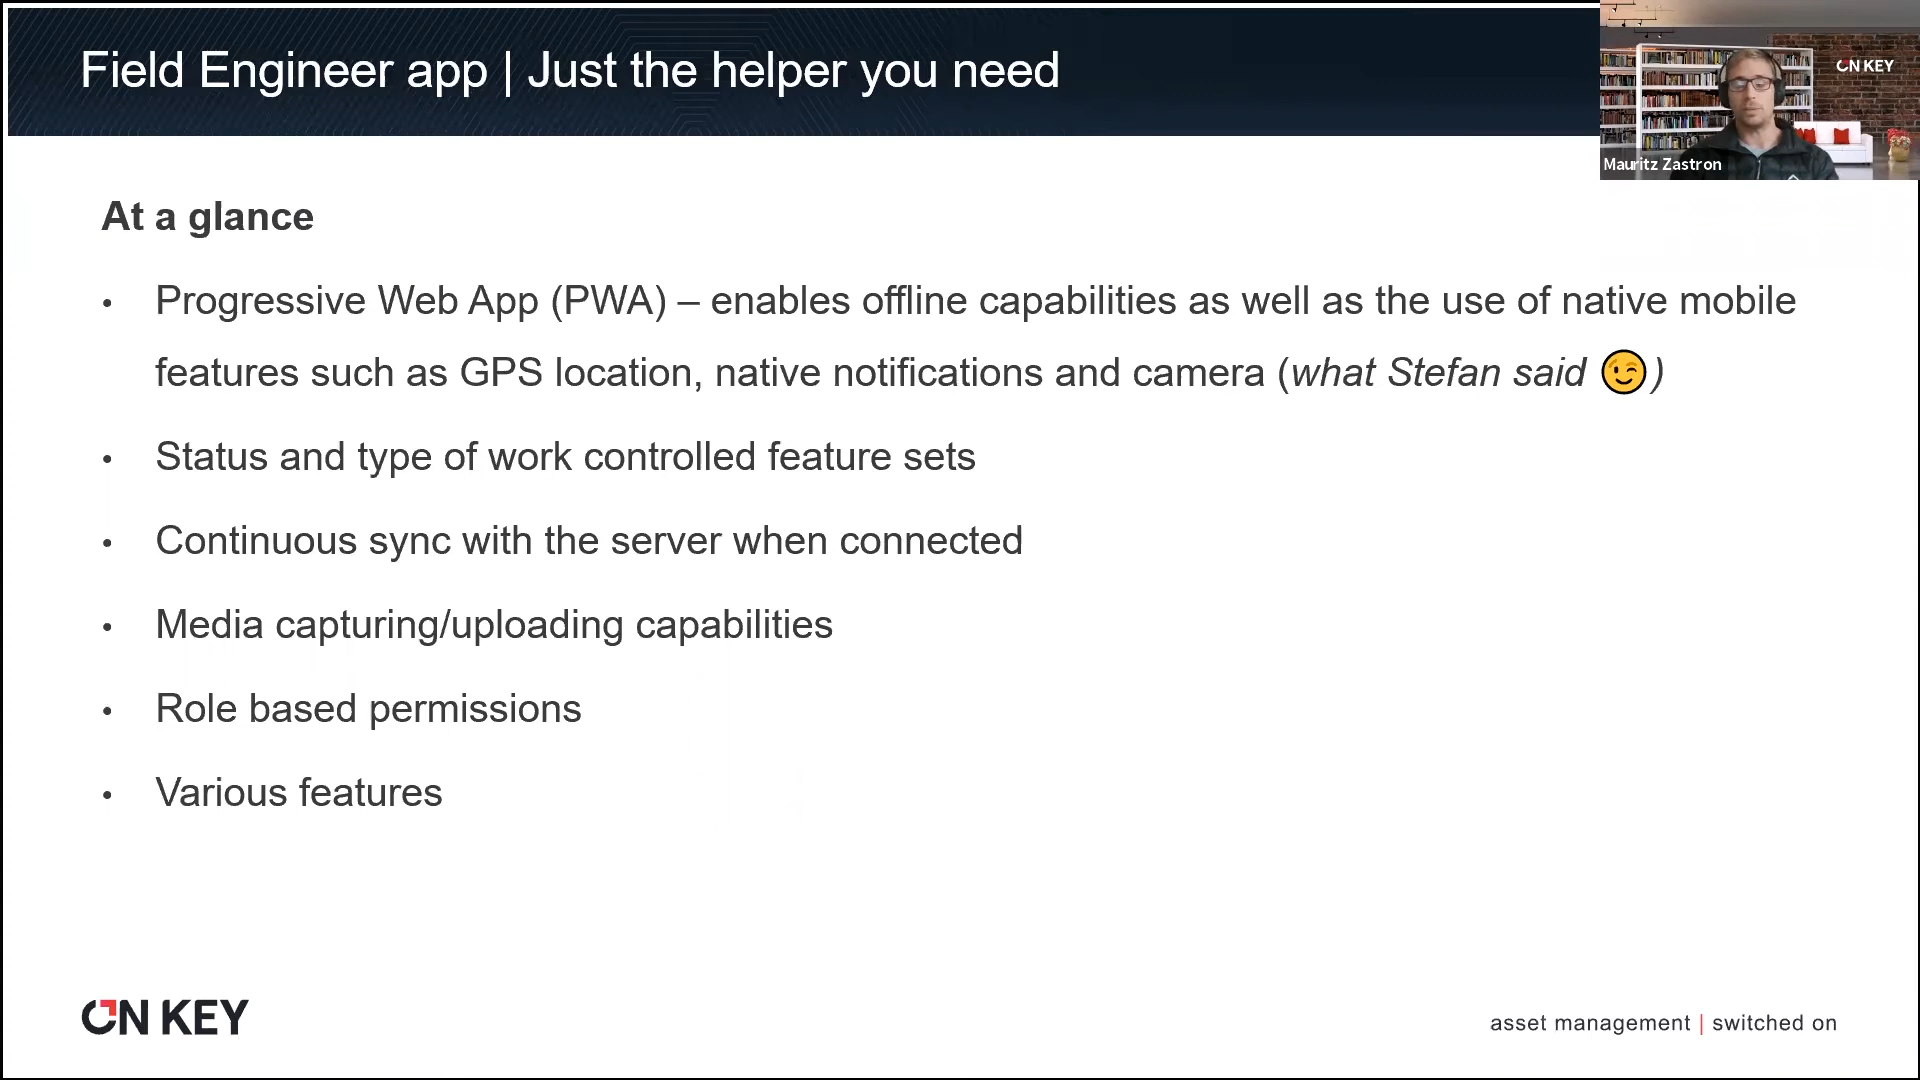 Field Engineer app | Just the helper you need
ON KEY
Mauritz Zastron
At a glance
• Progressive Web App (PWA) – enables offline capabilities as well as the use of native mobile
features such as GPS location, native notifications and camera (what Stefan said 😉)
• Status and type of work controlled feature sets
• Continuous sync with the server when connected
• Media capturing/uploading capabilities
• Role based permissions
• Various features
ON KEY
asset management | switched on